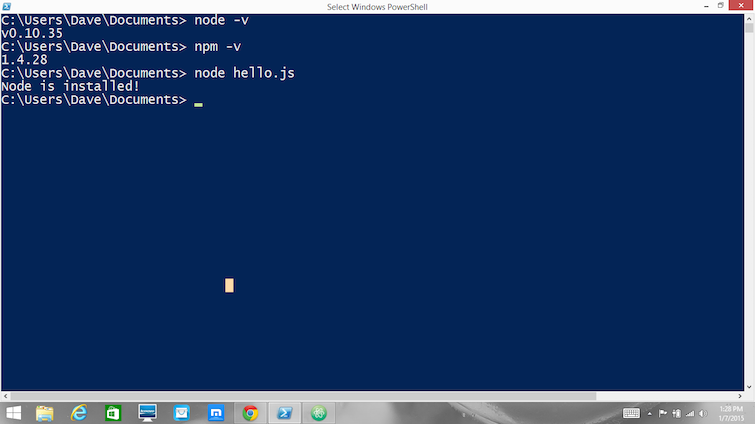 Select Windows PowerShell
C:\Users\Dave\Documents> node -v
v0.10.35
C:\Users\Dave\Documents> npm -v
1.4.28
C:\Users\Dave\Documents> node hello.js
Node is installed!
C:\Users\Dave\Documents>
1:28 PM
1/7/2015